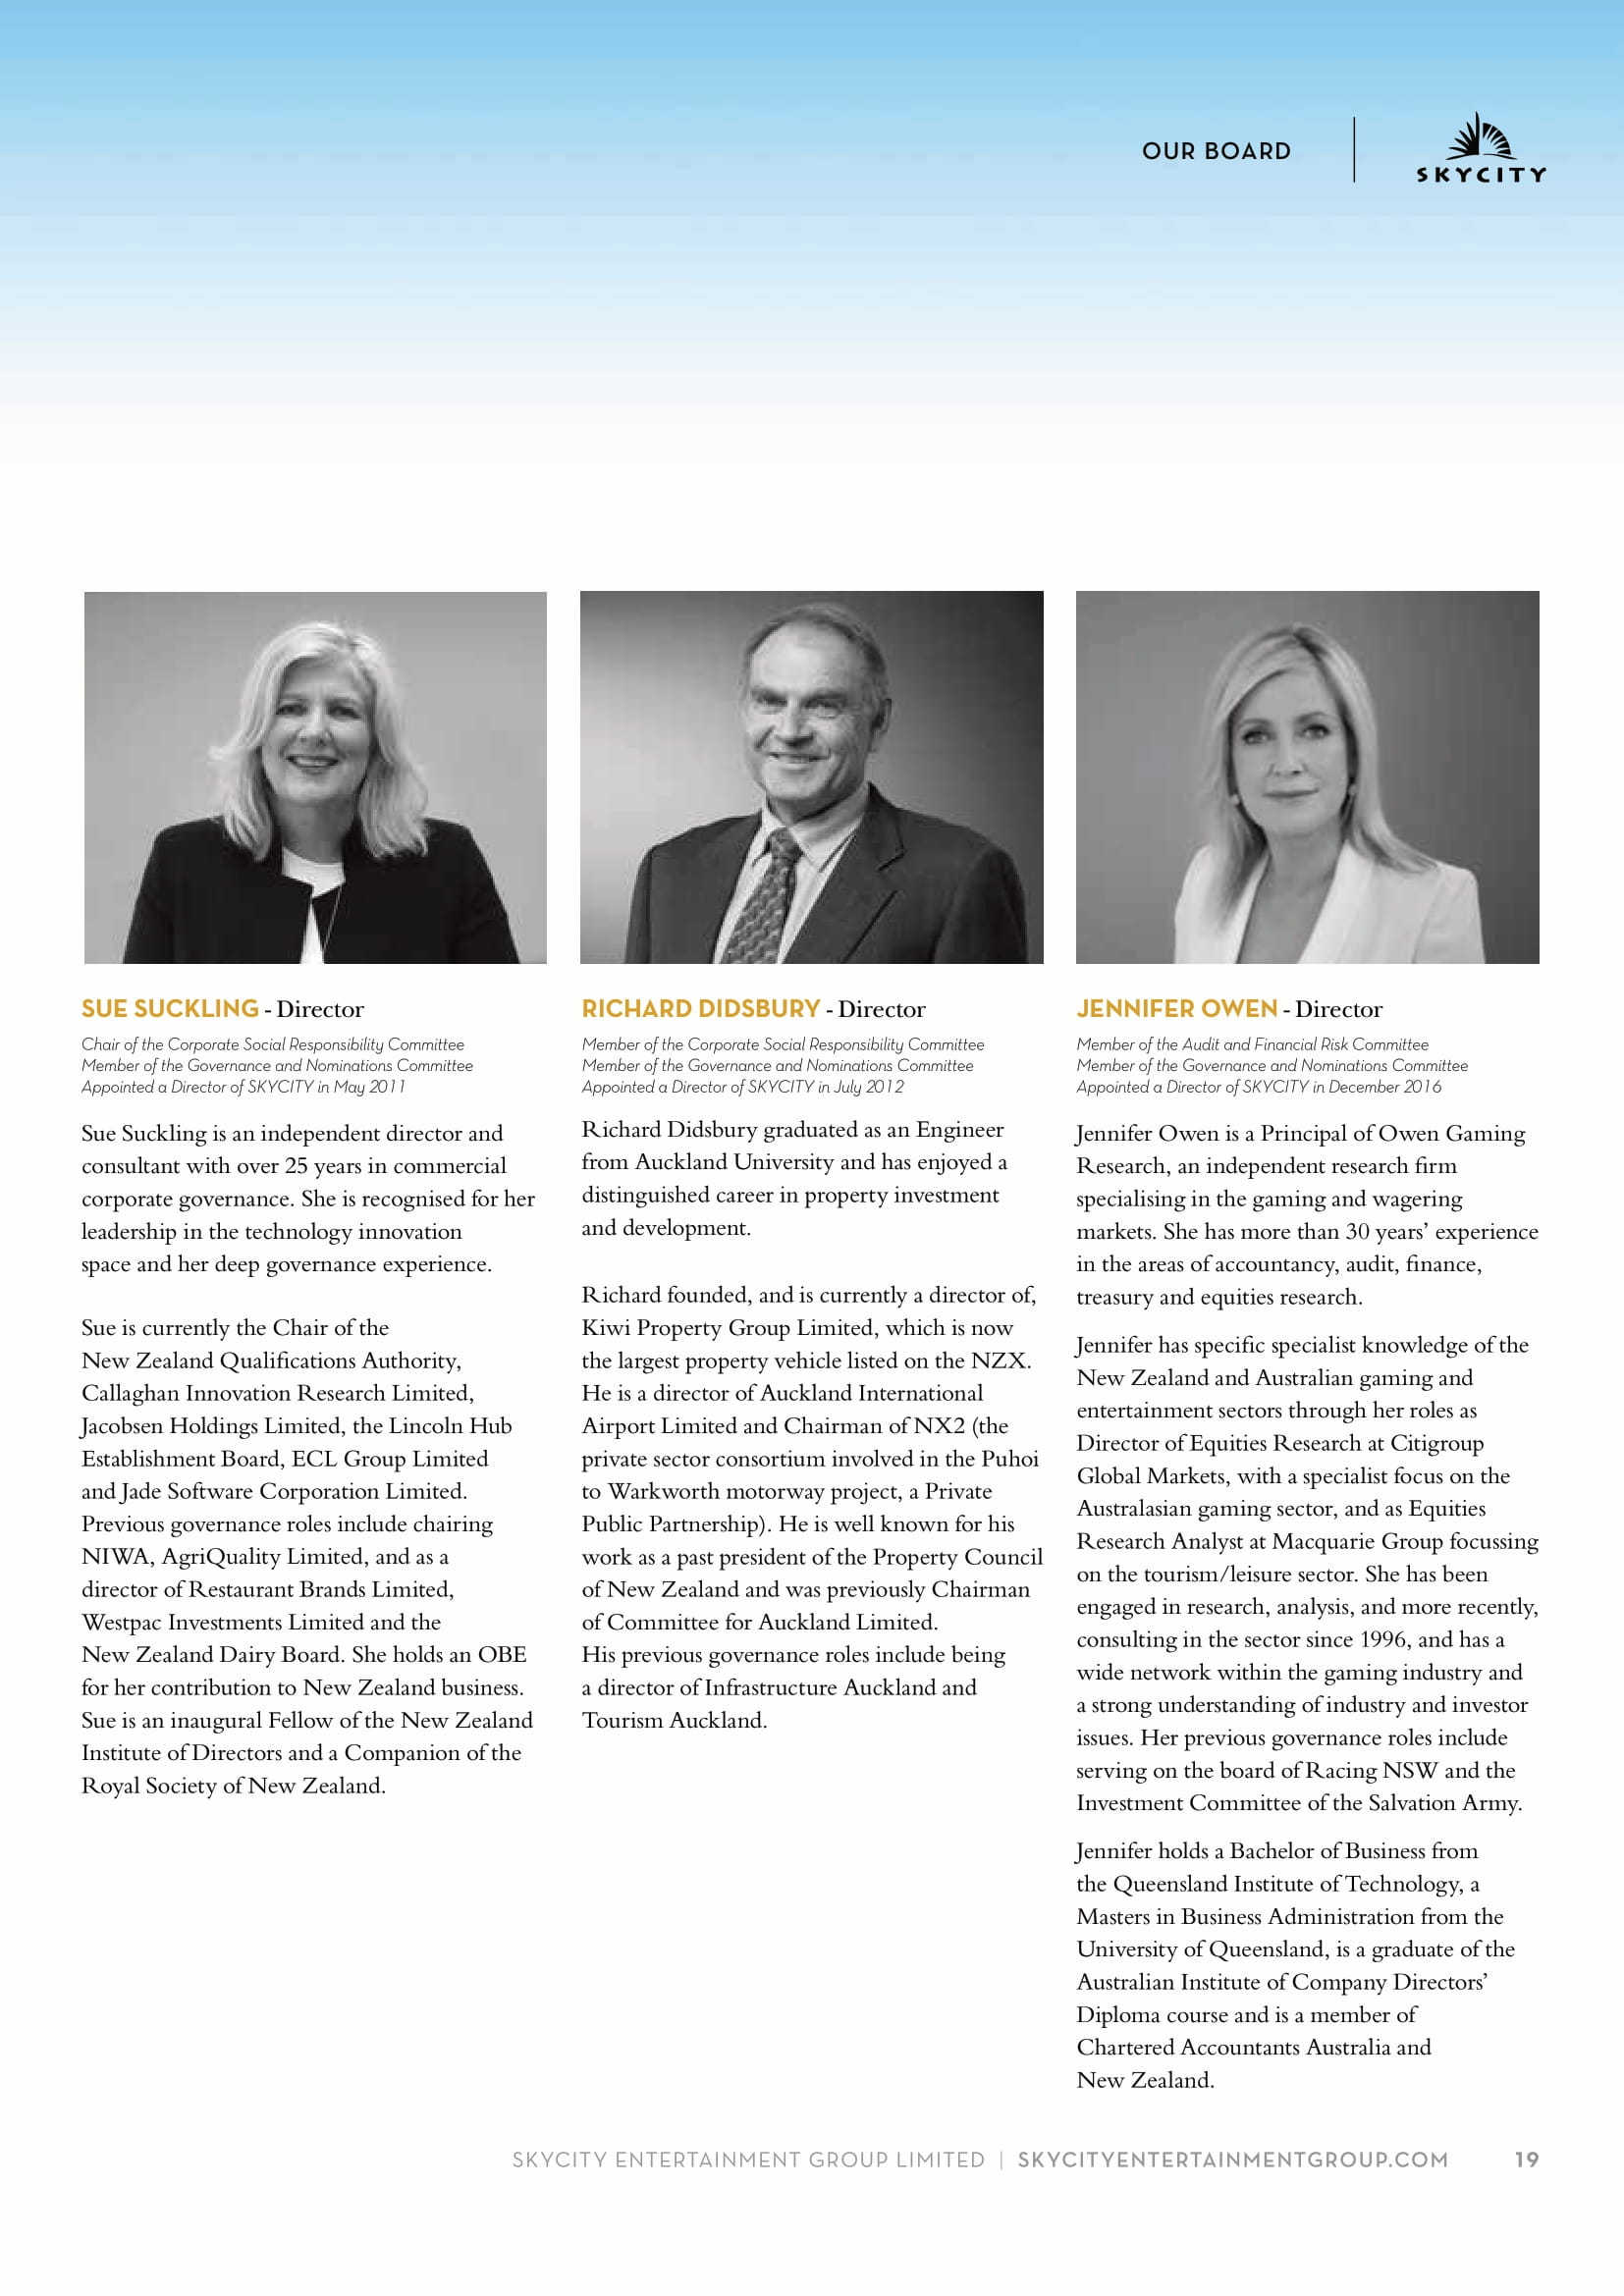 OUR BOARD
SKYCITY
SUE SUCKLING - Director
Chair of the Corporate Social Responsibility Committee
Member of the Governance and Nominations Committee
Appointed a Director of SKYCITY in May 2011
Sue Suckling is an independent director and
consultant with over 25 years in commercial
corporate governance. She is recognised for her
leadership in the technology innovation
space and her deep governance experience.
Sue is currently the Chair of the
New Zealand Qualifications Authority,
Callaghan Innovation Research Limited,
Jacobsen Holdings Limited, the Lincoln Hub
Establishment Board, ECL Group Limited
and Jade Software Corporation Limited.
Previous governance roles include chairing
NIWA, AgriQuality Limited, and as a
director of Restaurant Brands Limited,
Westpac Investments Limited and the
New Zealand Dairy Board. She holds an OBE
for her contribution to New Zealand business.
Sue is an inaugural Fellow of the New Zealand
Institute of Directors and a Companion of the
Royal Society of New Zealand.
RICHARD DIDSBURY - Director
Member of the Corporate Social Responsibility Committee
Member of the Governance and Nominations Committee
Appointed a Director of SKYCITY in July 2012
Richard Didsbury graduated as an Engineer
from Auckland University and has enjoyed a
distinguished career in property investment
and development.
Richard founded, and is currently a director of,
Kiwi Property Group Limited, which is now
the largest property vehicle listed on the NZX.
He is a director of Auckland International
Airport Limited and Chairman of NX2 (the
private sector consortium involved in the Puhoi
to Warkworth motorway project, a Private
Public Partnership). He is well known for his
work as a past president of the Property Council
of New Zealand and was previously Chairman
of Committee for Auckland Limited.
His previous governance roles include being
a director of Infrastructure Auckland and
Tourism Auckland.
JENNIFER OWEN - Director
Member of the Audit and Financial Risk Committee
Member of the Governance and Nominations Committee
Appointed a Director of SKYCITY in December 2016
Jennifer Owen is a Principal of Owen Gaming
Research, an independent research firm
specialising in the gaming and wagering
markets. She has more than 30 years’ experience
in the areas of accountancy, audit, finance,
treasury and equities research.
Jennifer has specific specialist knowledge of the
New Zealand and Australian gaming and
entertainment sectors through her roles as
Director of Equities Research at Citigroup
Global Markets, with a specialist focus on the
Australasian gaming sector, and as Equities
Research Analyst at Macquarie Group focussing
on the tourism/leisure sector. She has been
engaged in research, analysis, and more recently,
consulting in the sector since 1996, and has a
wide network within the gaming industry and
a strong understanding of industry and investor
issues. Her previous governance roles include
serving on the board of Racing NSW and the
Investment Committee of the Salvation Army.
Jennifer holds a Bachelor of Business from
the Queensland Institute of Technology, a
Masters in Business Administration from the
University of Queensland, is a graduate of the
Australian Institute of Company Directors’
Diploma course and is a member of
Chartered Accountants Australia and
New Zealand.
SKYCITY ENTERTAINMENT GROUP LIMITED | SKYCITYENTERTAINMENTGROUP.COM 19